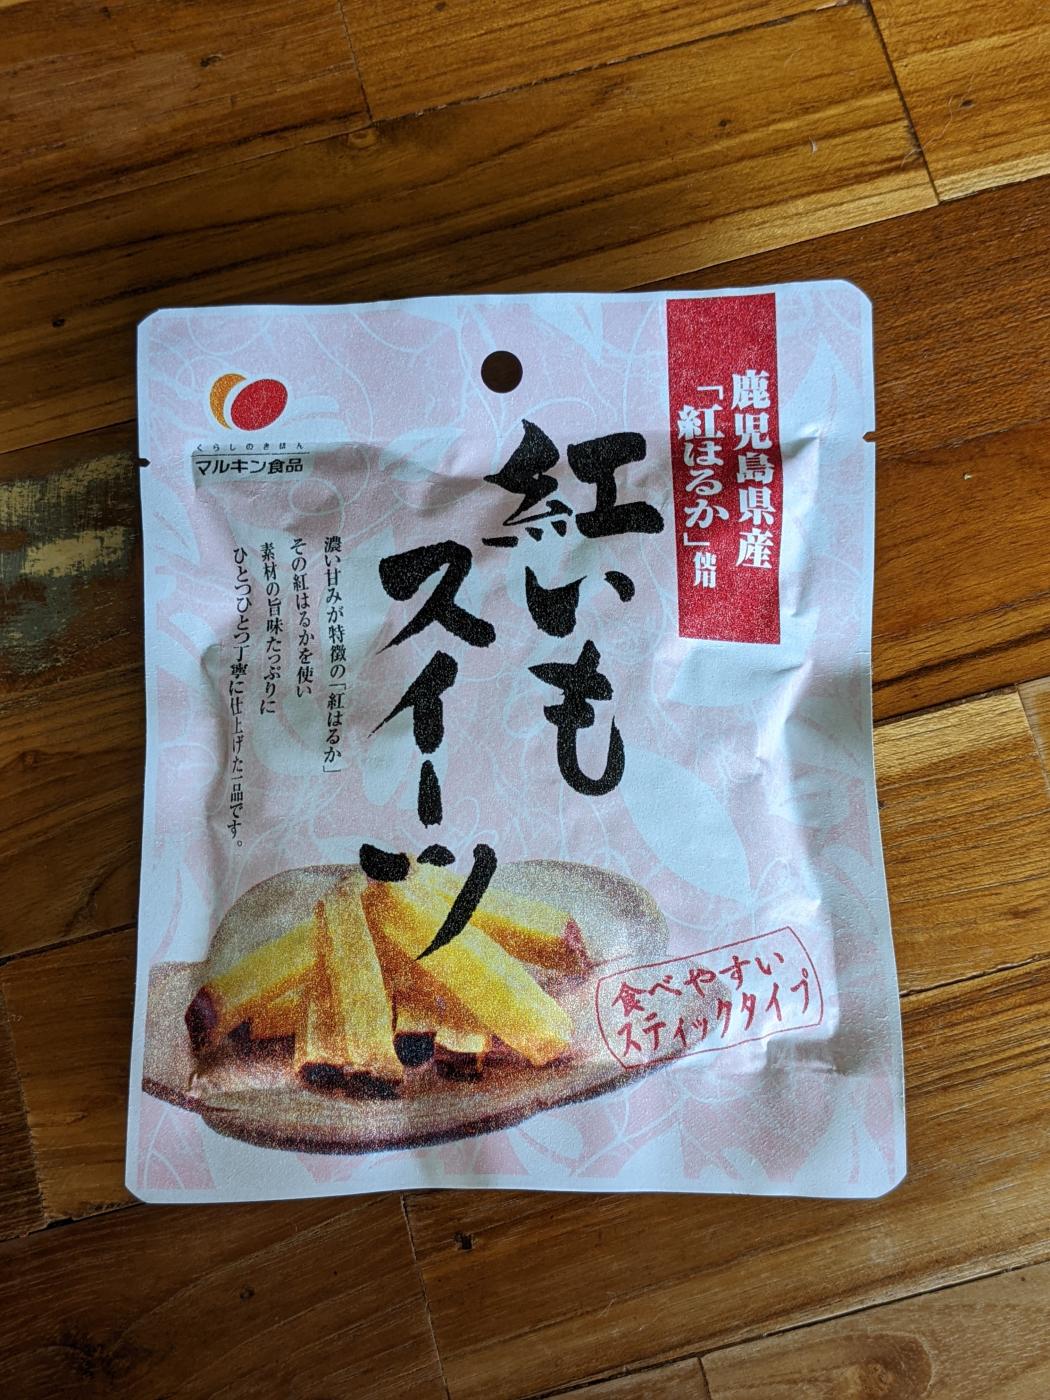 鹿児島県産
「紅はるか」使用
紅いも
スイーツ
くらしのきほん
マルキン食品
濃い甘みが特徴の「紅はるか」
その紅はるかを使い
素材の旨味たっぷりに
ひとつひとつ丁寧に仕上げた一品です。
食べやすい
スティックタイプ